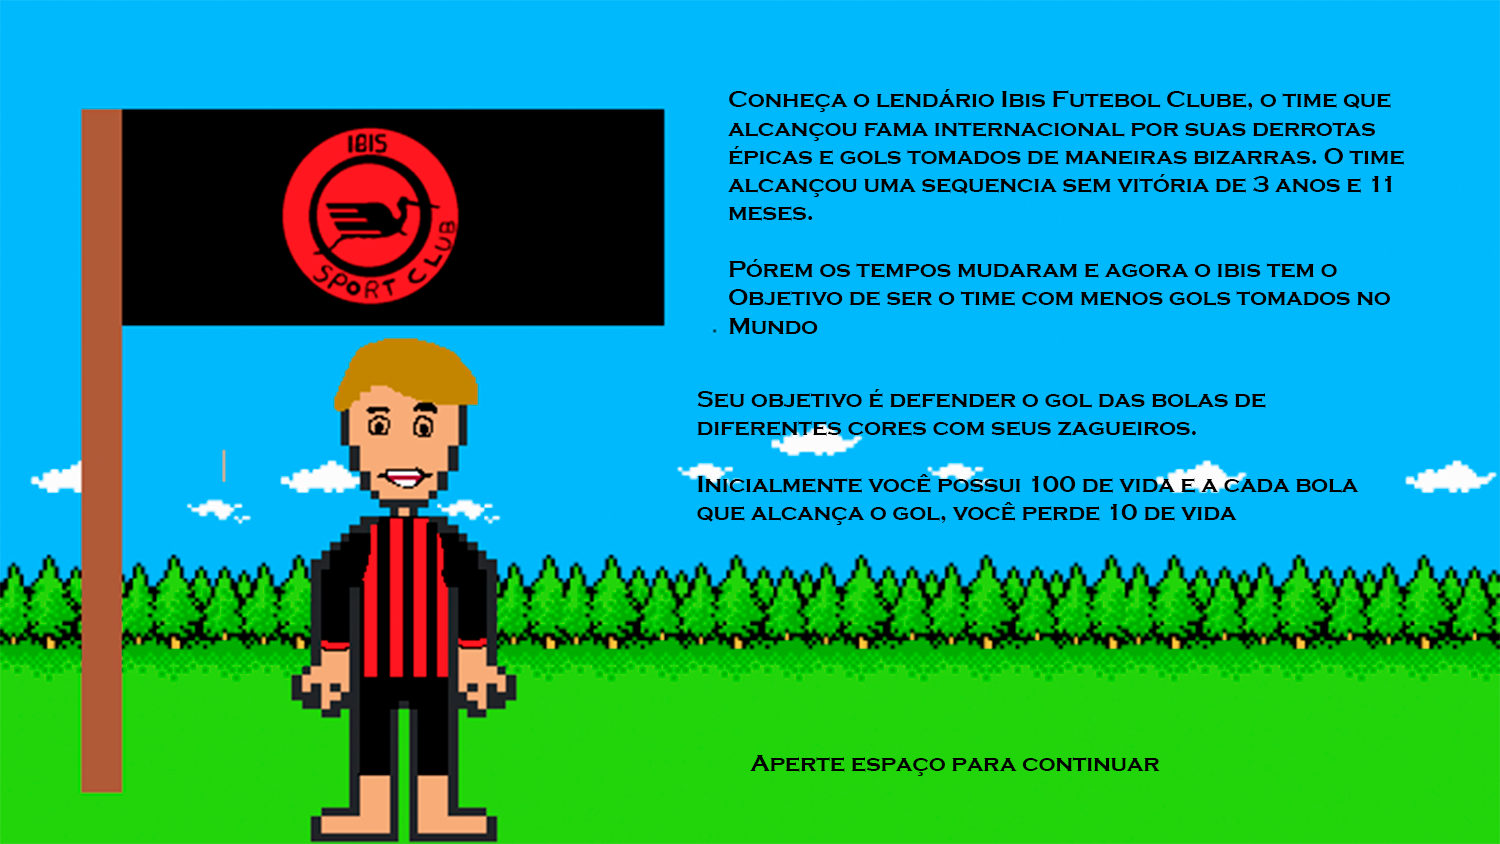 IBIS
SPORT CLUB
Conheça o lendário Ibis Futebol Clube, o time que
alcançou fama internacional por suas derrotas
épicas e gols tomados de maneiras bizarras. O time
alcançou uma sequencia sem vitória de 3 anos e 11
meses.
Pórem os tempos mudaram e agora o ibis tem o
Objetivo de ser o time com menos gols tomados no
Mundo
Seu objetivo é defender o gol das bolas de
diferentes cores com seus zagueiros.
Inicialmente você possui 100 de vida e a cada bola
que alcança o gol, você perde 10 de vida
Aperte espaço para continuar